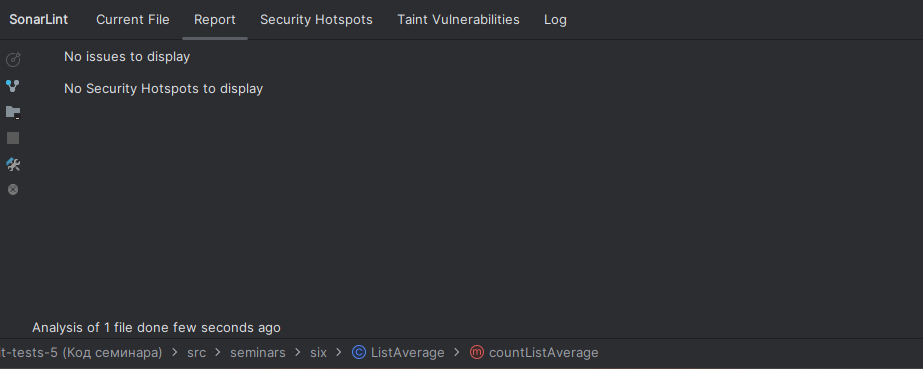 SonarLint Current File Report Security Hotspots Taint Vulnerabilities Log
No issues to display
No Security Hotspots to display
Analysis of 1 file done few seconds ago
it-tests-5 (Код семинара) > src > seminars > six > ListAverage > countListAverage